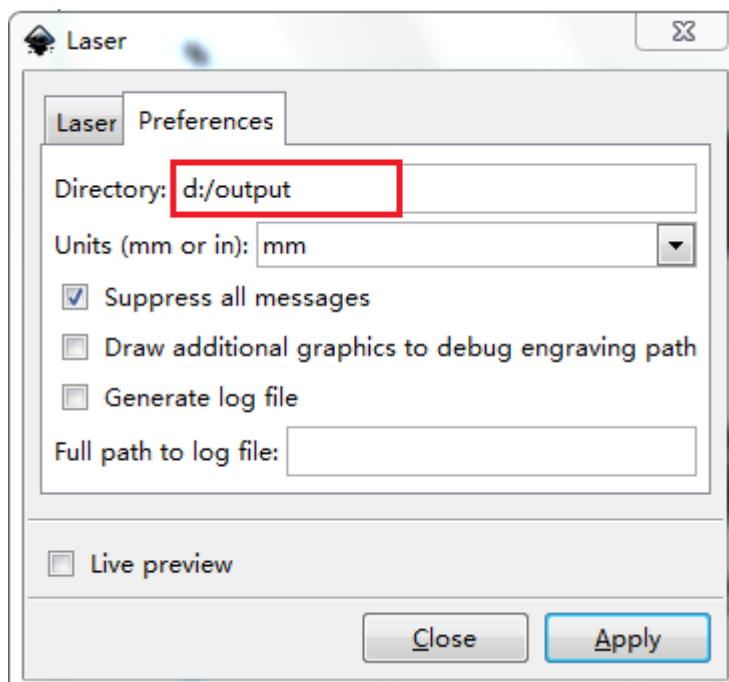 Laser
Laser Preferences
Directory: d:/output
Units (mm or in): mm
Suppress all messages
Draw additional graphics to debug engraving path
Generate log file
Full path to log file:
Live preview
Close Apply